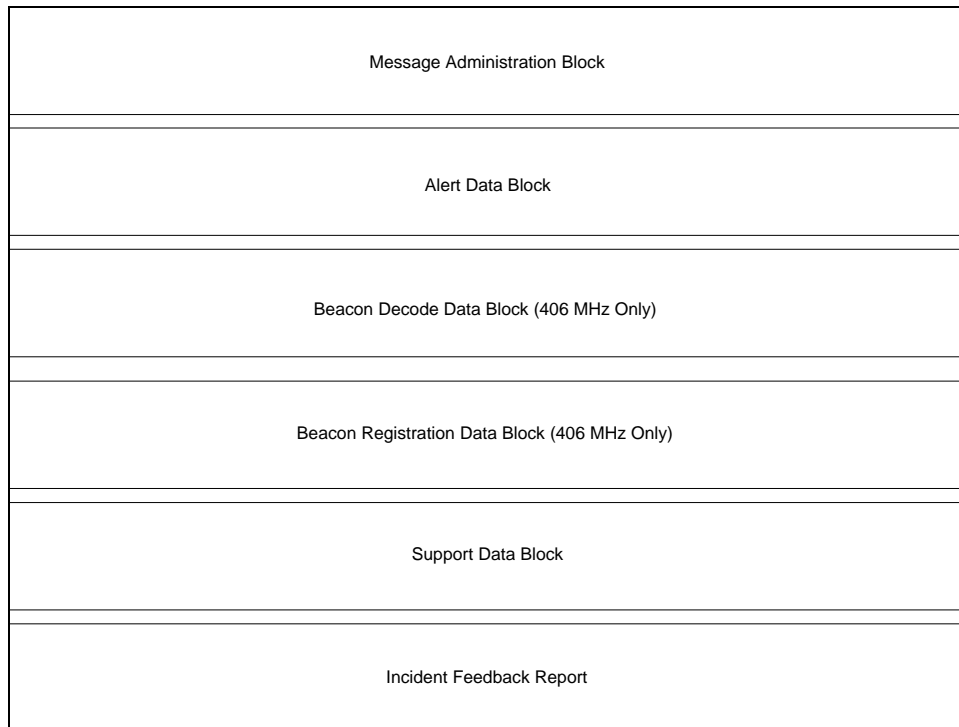 Message Administration Block
Alert Data Block
Beacon Decode Data Block (406 MHz Only)
Beacon Registration Data Block (406 MHz Only)
Support Data Block
Incident Feedback Report